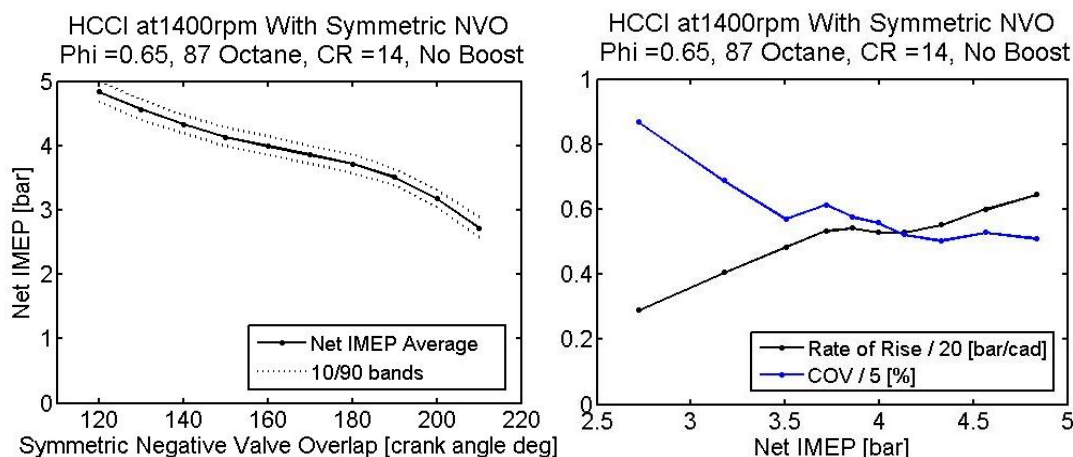 HCCI at1400rpm With Symmetric NVO
Phi =0.65, 87 Octane, CR =14, No Boost
5
4
3
2
1
0
Net IMEP [bar]
Net IMEP Average
10/90 bands
120 140 160 180 200 220
Symmetric Negative Valve Overlap [crank angle deg]
HCCI at1400rpm With Symmetric NVO
Phi =0.65, 87 Octane, CR =14, No Boost
1
0.8
0.6
0.4
0.2
0
Rate of Rise / 20 [bar/cad]
COV / 5 [%]
2.5 3 3.5 4 4.5 5
Net IMEP [bar]